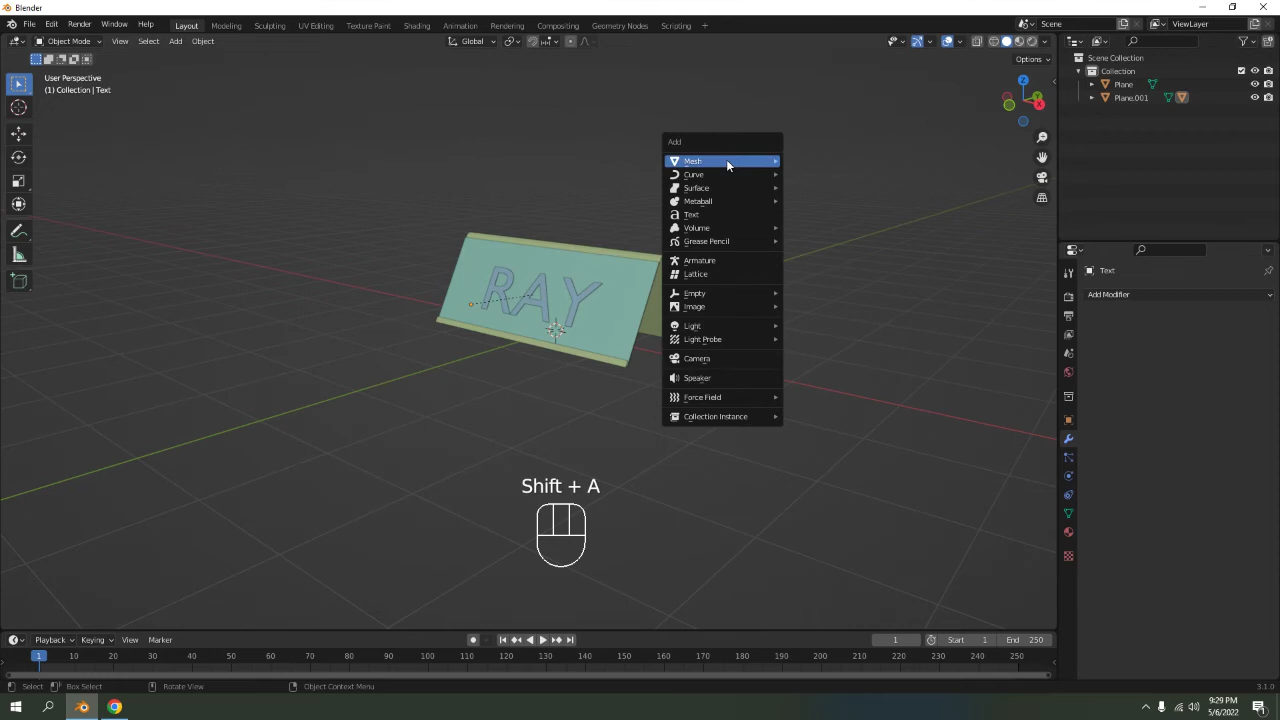 Blender
File Edit Render Window Help
Layout Modeling Sculpting UV Editing Texture Paint Shading Animation Rendering Compositing Geometry Nodes Scripting +
Scene
ViewLayer
Object Mode View Select Add Object
Global
Options
User Perspective
(1) Collection | Text
Scene Collection
Collection
Plane
Plane.001
Z
Y
X
Add
Mesh
Curve
Surface
Metaball
Text
Volume
Grease Pencil
Armature
Lattice
Empty
Image
Light
Light Probe
Camera
Speaker
Force Field
Collection Instance
RAY
Text
Add Modifier
Shift + A
Playback Keying View Marker
1
Start 1
End 250
1 10 20 30 40 50 60 70 80 90 100 110 120 130 140 150 160 170 180 190 200 210 220 230 240 250
Select Box Select Rotate View Object Context Menu
3.1.0
9:29 PM
5/6/2022